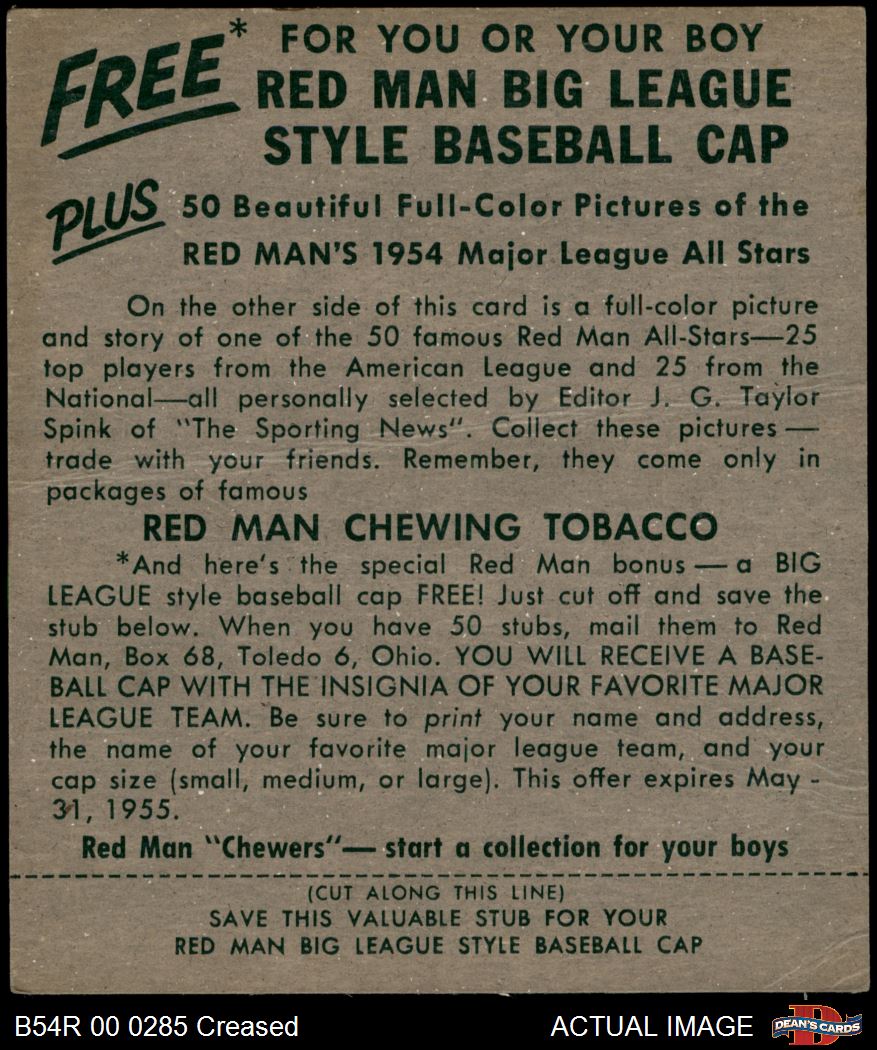 FREE* FOR YOU OR YOUR BOY
RED MAN BIG LEAGUE
STYLE BASEBALL CAP
PLUS 50 Beautiful Full-Color Pictures of the
RED MAN'S 1954 Major League All Stars
On the other side of this card is a full-color picture
and story of one of the 50 famous Red Man All-Stars—25
top players from the American League and 25 from the
National—all personally selected by Editor J. G. Taylor
Spink of "The Sporting News". Collect these pictures—
trade with your friends. Remember, they come only in
packages of famous
RED MAN CHEWING TOBACCO
*And here's the special Red Man bonus—a BIG
LEAGUE style baseball cap FREE! Just cut off and save the
stub below. When you have 50 stubs, mail them to Red
Man, Box 68, Toledo 6, Ohio. YOU WILL RECEIVE A BASE-
BALL CAP WITH THE INSIGNIA OF YOUR FAVORITE MAJOR
LEAGUE TEAM. Be sure to print your name and address,
the name of your favorite major league team, and your
cap size (small, medium, or large). This offer expires May
31, 1955.
Red Man "Chewers"—start a collection for your boys
(CUT ALONG THIS LINE)
SAVE THIS VALUABLE STUB FOR YOUR
RED MAN BIG LEAGUE STYLE BASEBALL CAP
B54R 00 0285 Creased ACTUAL IMAGE DEAN'S CARDS